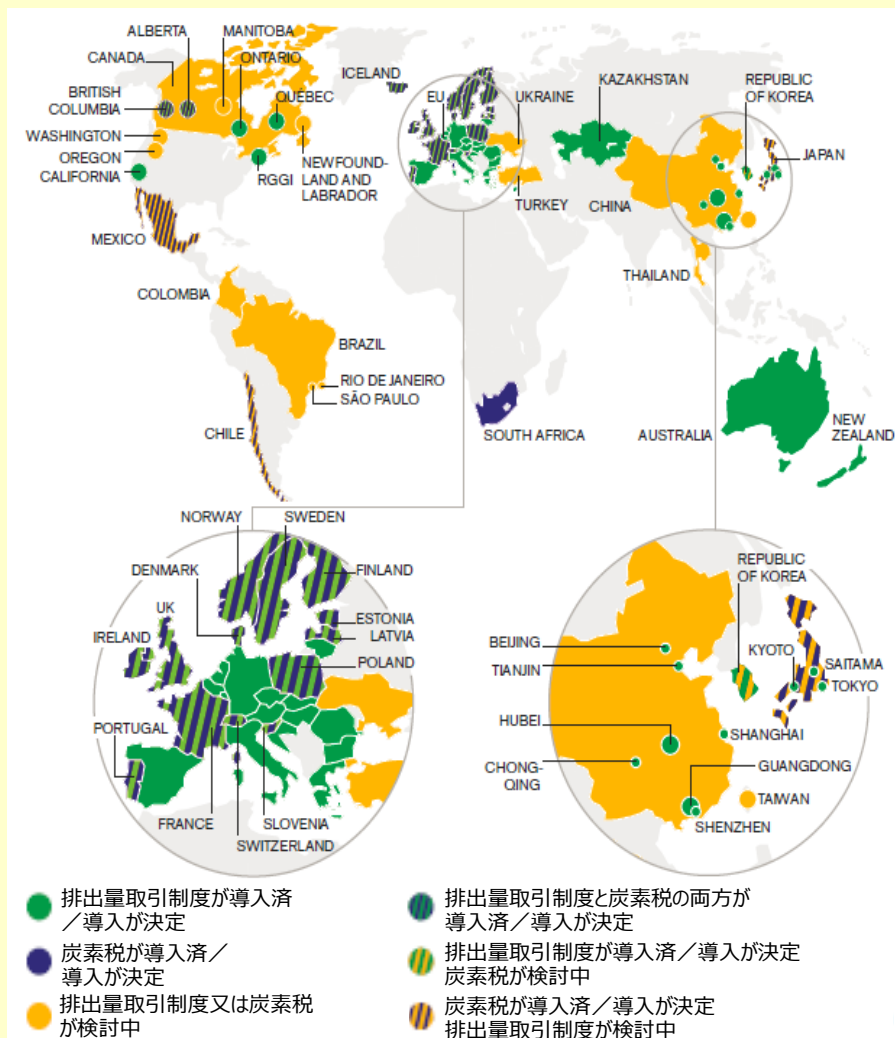 ALBERTA
MANITOBA
CANADA
ONTARIO
BRITISH
COLUMBIA
QUÉBEC
WASHINGTON
OREGON
CALIFORNIA
RGGI
NEWFOUND-
LAND AND
LABRADOR
MEXICO
ICELAND
EU
UKRAINE
KAZAKHSTAN
REPUBLIC
OF KOREA
JAPAN
TURKEY
CHINA
THAILAND
COLOMBIA
BRAZIL
RIO DE JANEIRO
SÃO PAULO
CHILE
SOUTH AFRICA
AUSTRALIA
NEW
ZEALAND
NORWAY
SWEDEN
DENMARK
FINLAND
UK
ESTONIA
IRELAND
LATVIA
POLAND
PORTUGAL
FRANCE
SLOVENIA
SWITZERLAND
REPUBLIC
OF KOREA
BEIJING
KYOTO
SAITAMA
TIANJIN
TOKYO
HUBEI
SHANGHAI
CHONG-
QING
GUANGDONG
TAIWAN
SHENZHEN
排出量取引制度が導入済
／導入が決定
炭素税が導入済／
導入が決定
排出量取引制度又は炭素税
が検討中
排出量取引制度と炭素税の両方が
導入済／導入が決定
排出量取引制度が導入済／導入が決定
炭素税が検討中
炭素税が導入済／導入が決定
排出量取引制度が検討中